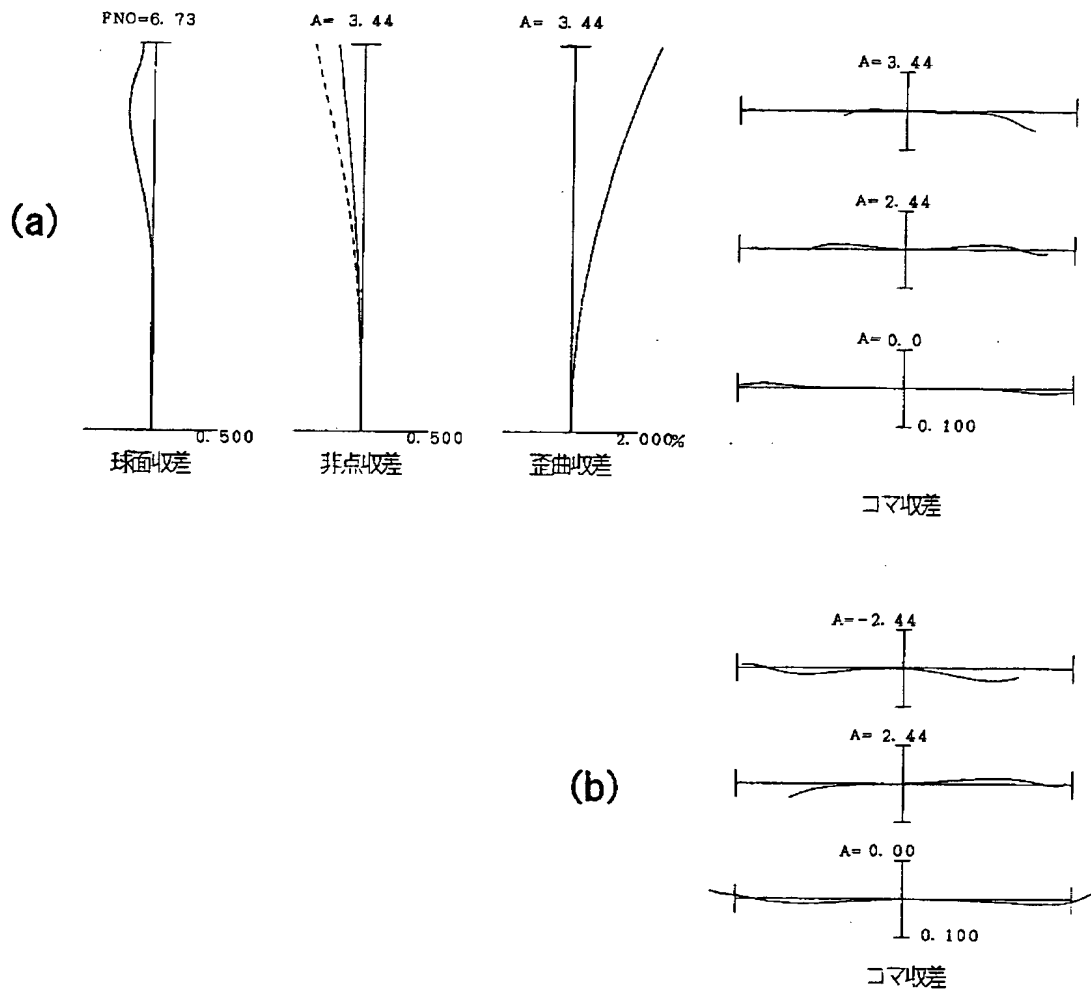 (a)
FNO=6.73
0.500
球面収差
A= 3.44
0.500
非点収差
A= 3.44
2.000%
歪曲収差
A=3.44
A=2.44
A=0.0
0.100
コマ収差
(b)
A=-2.44
A= 2.44
A= 0.00
0.100
コマ収差